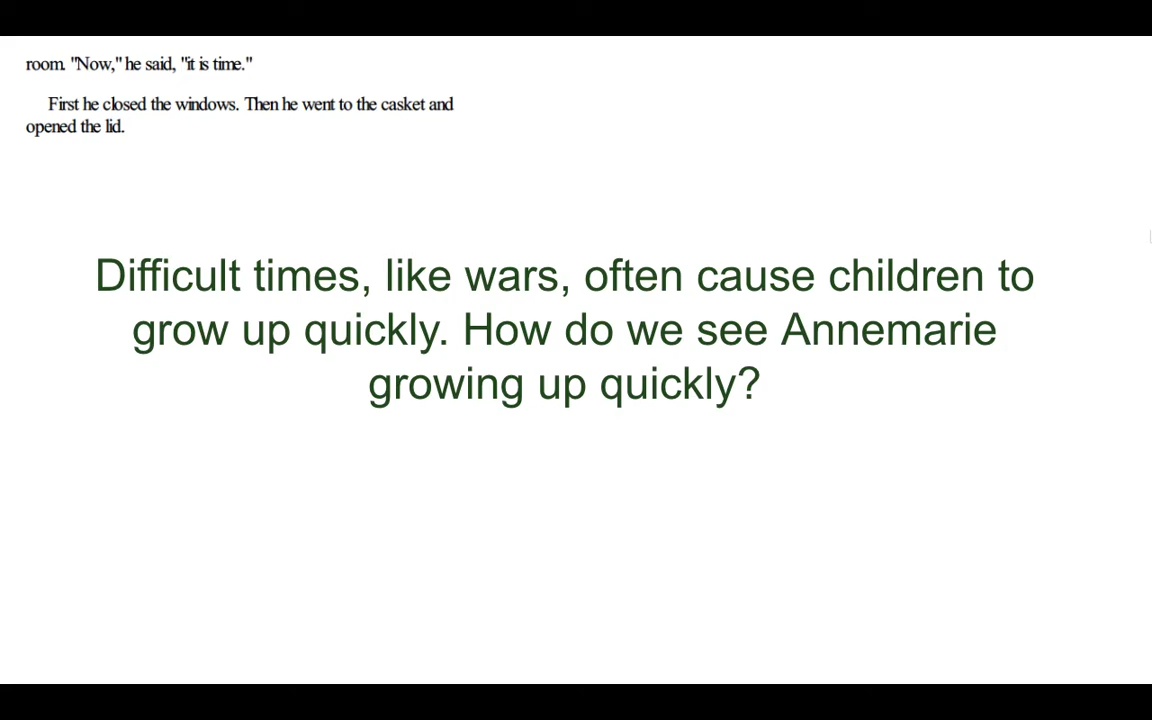 room. "Now," he said, "it is time."
First he closed the windows. Then he went to the casket and
opened the lid.
Difficult times, like wars, often cause children to
grow up quickly. How do we see Annemarie
growing up quickly?